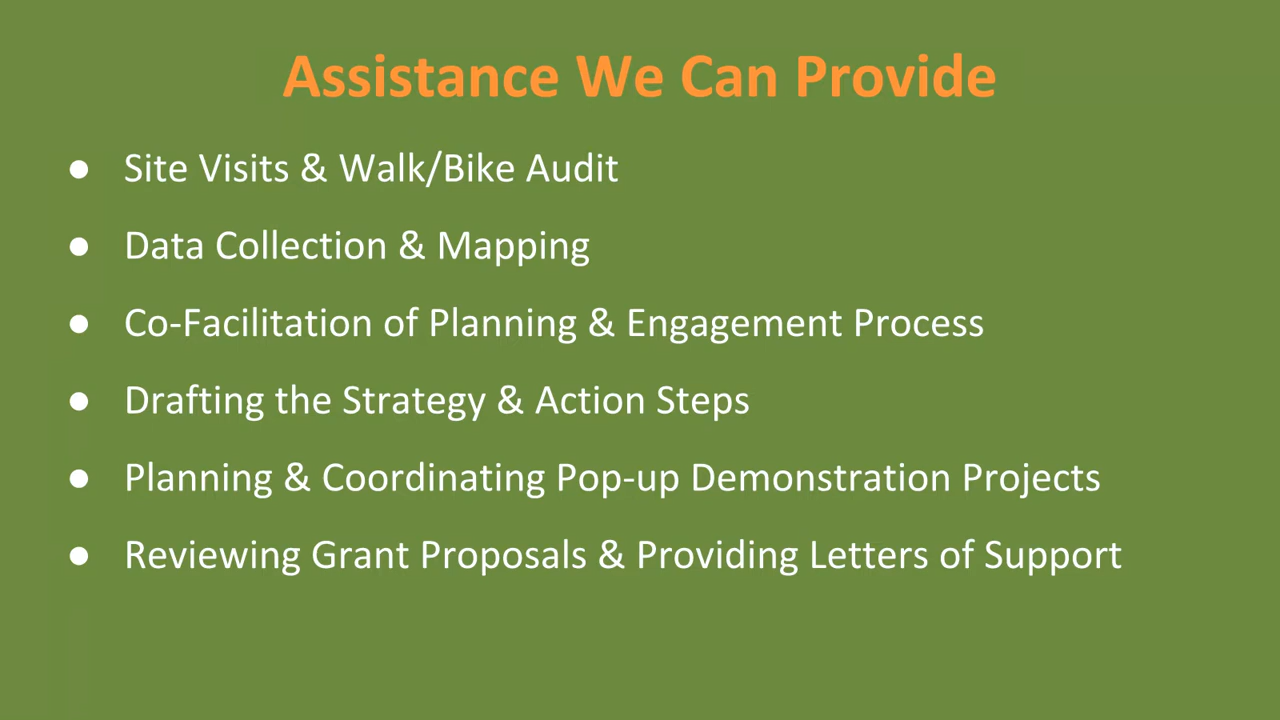 Assistance We Can Provide
● Site Visits & Walk/Bike Audit
● Data Collection & Mapping
● Co-Facilitation of Planning & Engagement Process
● Drafting the Strategy & Action Steps
● Planning & Coordinating Pop-up Demonstration Projects
● Reviewing Grant Proposals & Providing Letters of Support